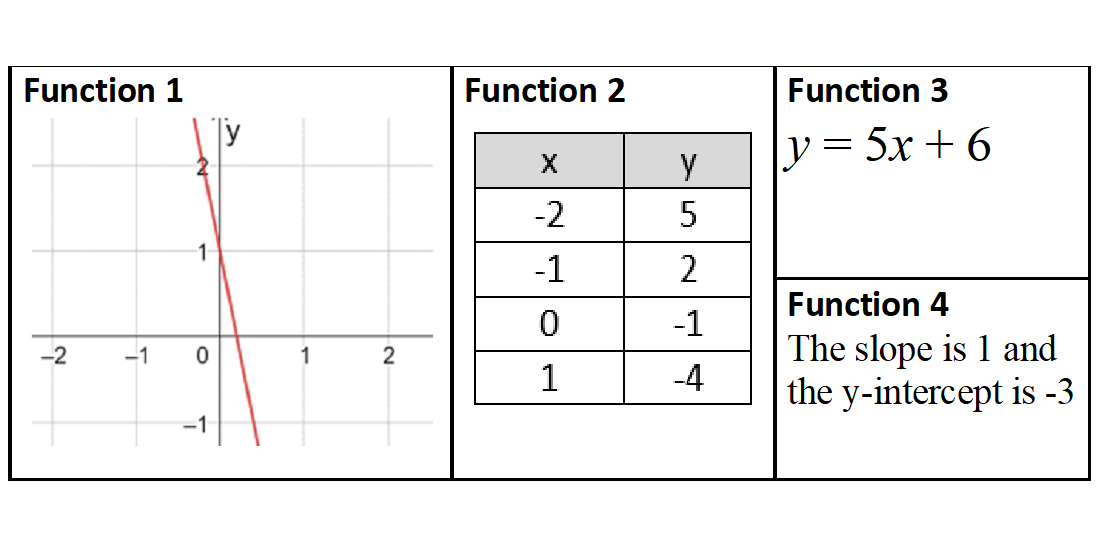 Function 1
y
2
1
-2 -1 0 1 2
-1
Function 2
x y
-2 5
-1 2
0 -1
1 -4
Function 3
y = 5x + 6
Function 4
The slope is 1 and
the y-intercept is -3